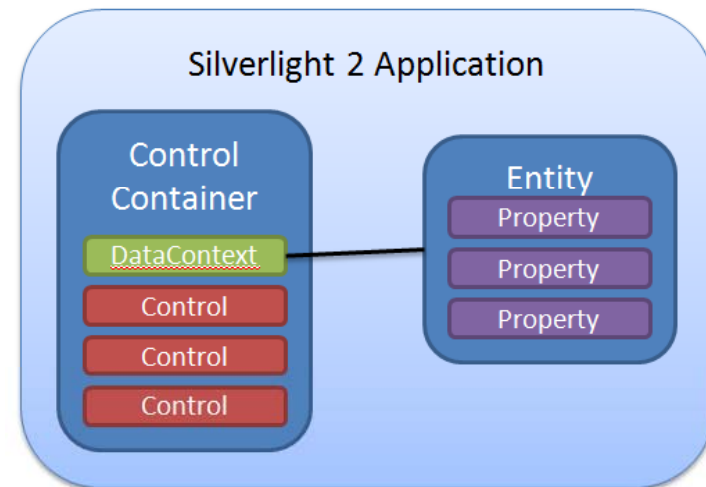 Silverlight 2 Application
Control
Container
DataContext
Control
Control
Control
Entity
Property
Property
Property